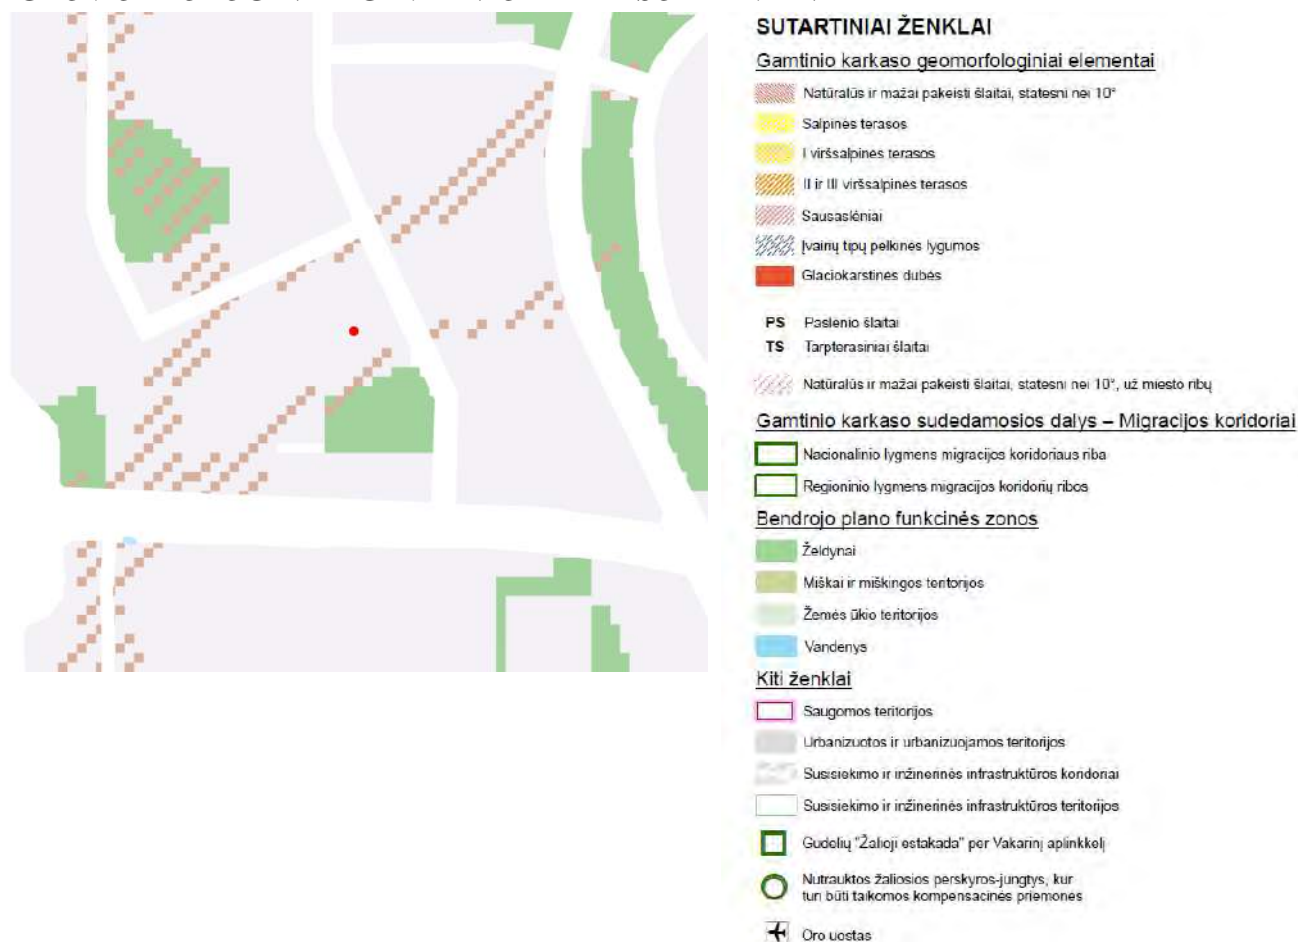 SUTARTINIAI ŽENKLAI
Gamtinio karkaso geomorfologiniai elementai
Natūralūs ir mažai pakeisti šlaitai, statesni nei 10°
Salpinės terasos
I viršsalpinės terasos
II ir III viršsalpinės terasos
Sausaslėniai
Įvairių tipų pelkinės lygumos
Glaciokarstinės dubės
PS Paslėnio šlaitai
TS Tarpterasiniai šlaitai
Natūralūs ir mažai pakeisti šlaitai, statesni nei 10°, už miesto ribų
Gamtinio karkaso sudedamosios dalys – Migracijos koridoriai
Nacionalinio lygmens migracijos koridoriaus riba
Regioninio lygmens migracijos koridorių ribos
Bendrojo plano funkcinės zonos
Želdynai
Miškai ir miškingos teritorijos
Žemės ūkio teritorijos
Vandenys
Kiti ženklai
Saugomos teritorijos
Urbanizuotos ir urbanizuojamos teritorijos
Susisiekimo ir inžinerinės infrastruktūros koridoriai
Susisiekimo ir inžinerinės infrastruktūros teritorijos
Gudelių "Žalioji estakada" per Vakarinį aplinkkelį
Nutrauktos žaliosios perskyros-jungtys, kur
turi būti taikomos kompensacinės priemonės
Oro uostas